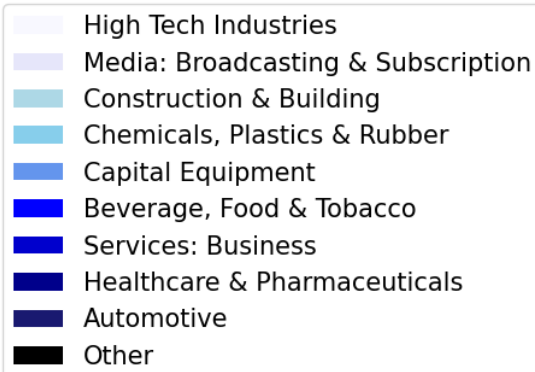 High Tech Industries
Media: Broadcasting & Subscription
Construction & Building
Chemicals, Plastics & Rubber
Capital Equipment
Beverage, Food & Tobacco
Services: Business
Healthcare & Pharmaceuticals
Automotive
Other